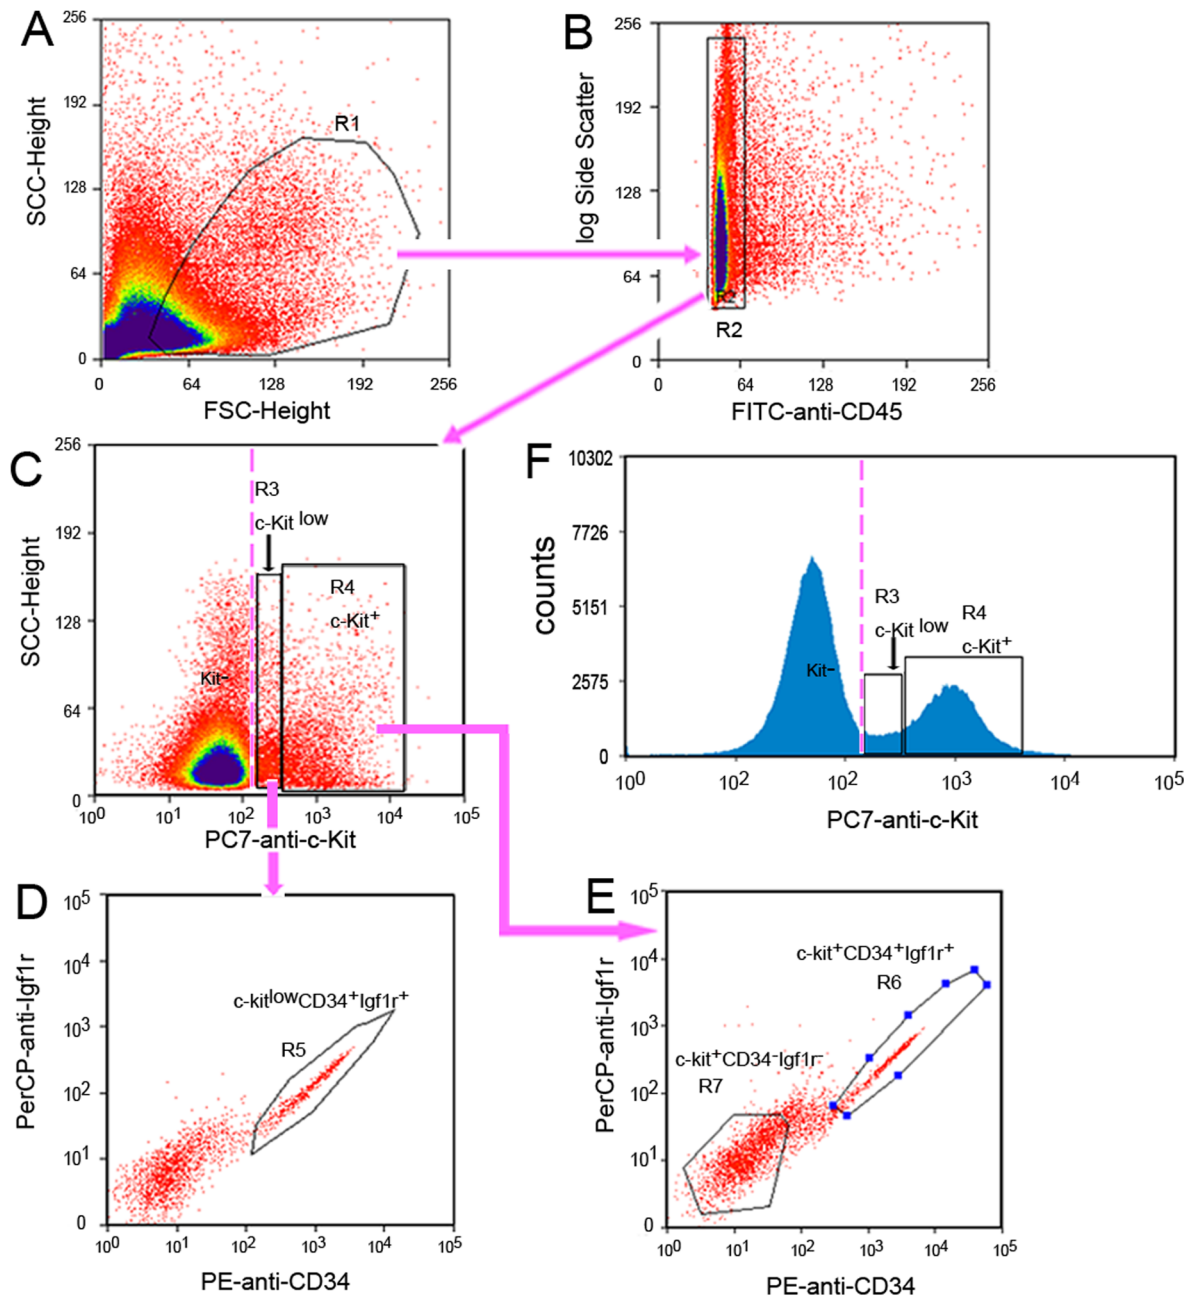 A
SCC-Height
256
192
128
64
0
R1
0 64 128 192 256
FSC-Height
B
log Side Scatter
256
192
128
64
0
R2
R2
0 64 128 192 256
FITC-anti-CD45
C
SCC-Height
256
192
128
64
0
R3
c-Kit low
R4
c-Kit+
Kit-
10^0 10^1 10^2 10^3 10^4 10^5
PC7-anti-c-Kit
F
counts
10302
7726
5151
2575
0
R3
c-Kit low
R4
c-Kit+
Kit-
10^0 10^2 10^2 10^3 10^4 10^5
PC7-anti-c-Kit
D
PerCP-anti-Igf1r
10^5
10^4
10^3
10^2
10^1
0
c-kit^lowCD34+Igf1r+
R5
10^0 10^1 10^2 10^3 10^4 10^5
PE-anti-CD34
E
PerCP-anti-Igf1r
10^5
10^4
10^3
10^2
10^1
0
c-kit+CD34+Igf1r+
R6
c-kit+CD34-Igf1r-
R7
10^0 10^1 10^2 10^3 10^4 10^5
PE-anti-CD34